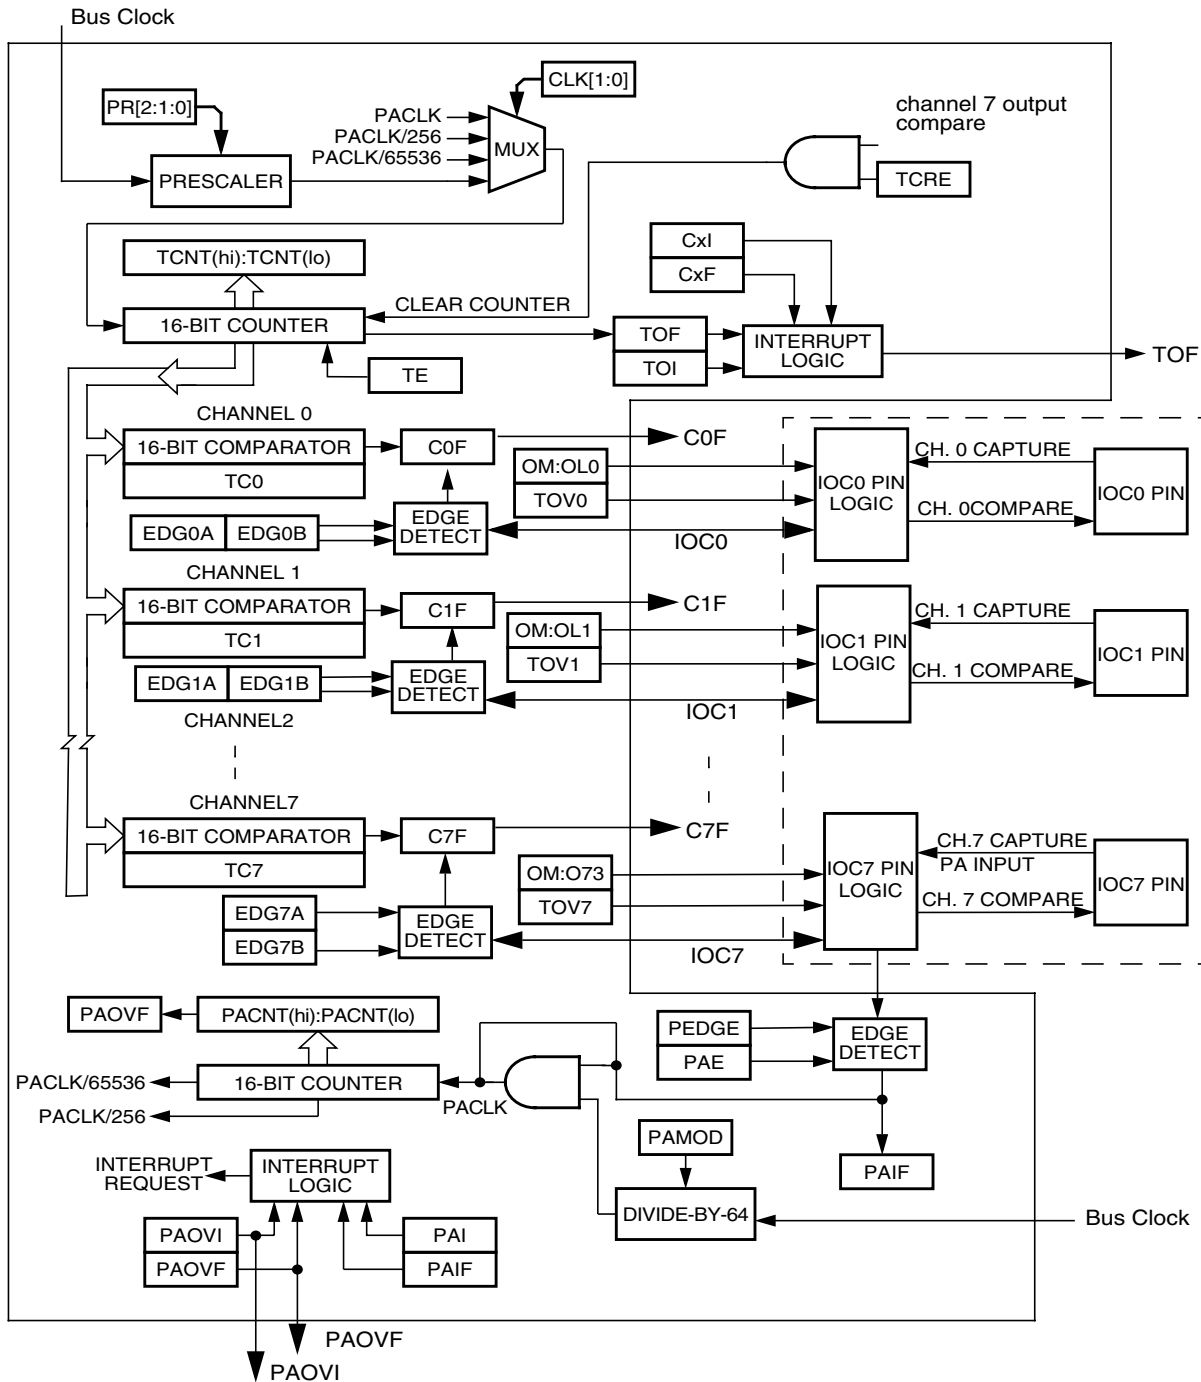 Bus Clock
CLK[1:0]
PR[2:1:0]
channel 7 output
compare
PACLK
PACLK/256
PACLK/65536
MUX
PRESCALER
TCRE
TCNT(hi):TCNT(lo)
CxI
CxF
CLEAR COUNTER
16-BIT COUNTER
TOF
TOI
INTERRUPT
LOGIC
TOF
TE
CHANNEL 0
16-BIT COMPARATOR
TC0
C0F
C0F
OM:OL0
TOV0
IOC0 PIN
LOGIC
CH. 0 CAPTURE
CH. 0COMPARE
IOC0 PIN
EDG0A
EDG0B
EDGE
DETECT
IOC0
CHANNEL 1
16-BIT COMPARATOR
TC1
C1F
C1F
OM:OL1
TOV1
IOC1 PIN
LOGIC
CH. 1 CAPTURE
CH. 1 COMPARE
IOC1 PIN
EDG1A
EDG1B
EDGE
DETECT
IOC1
CHANNEL2
CHANNEL7
16-BIT COMPARATOR
TC7
C7F
C7F
OM:O73
TOV7
IOC7 PIN
LOGIC
CH.7 CAPTURE
PA INPUT
CH. 7 COMPARE
IOC7 PIN
EDG7A
EDG7B
EDGE
DETECT
IOC7
PAOVF
PACNT(hi):PACNT(lo)
PEDGE
PAE
EDGE
DETECT
PACLK/65536
16-BIT COUNTER
PACLK
PACLK/256
PAMOD
PAIF
INTERRUPT
REQUEST
INTERRUPT
LOGIC
DIVIDE-BY-64
Bus Clock
PAOVI
PAOVF
PAI
PAIF
PAOVF
PAOVI